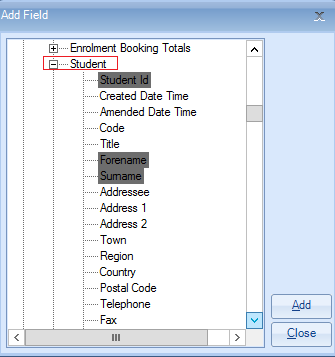 Add Field
Enrolment Booking Totals
Student
Student Id
Created Date Time
Amended Date Time
Code
Title
Forename
Surname
Addressee
Address 1
Address 2
Town
Region
Country
Postal Code
Telephone
Fax
Add
Close